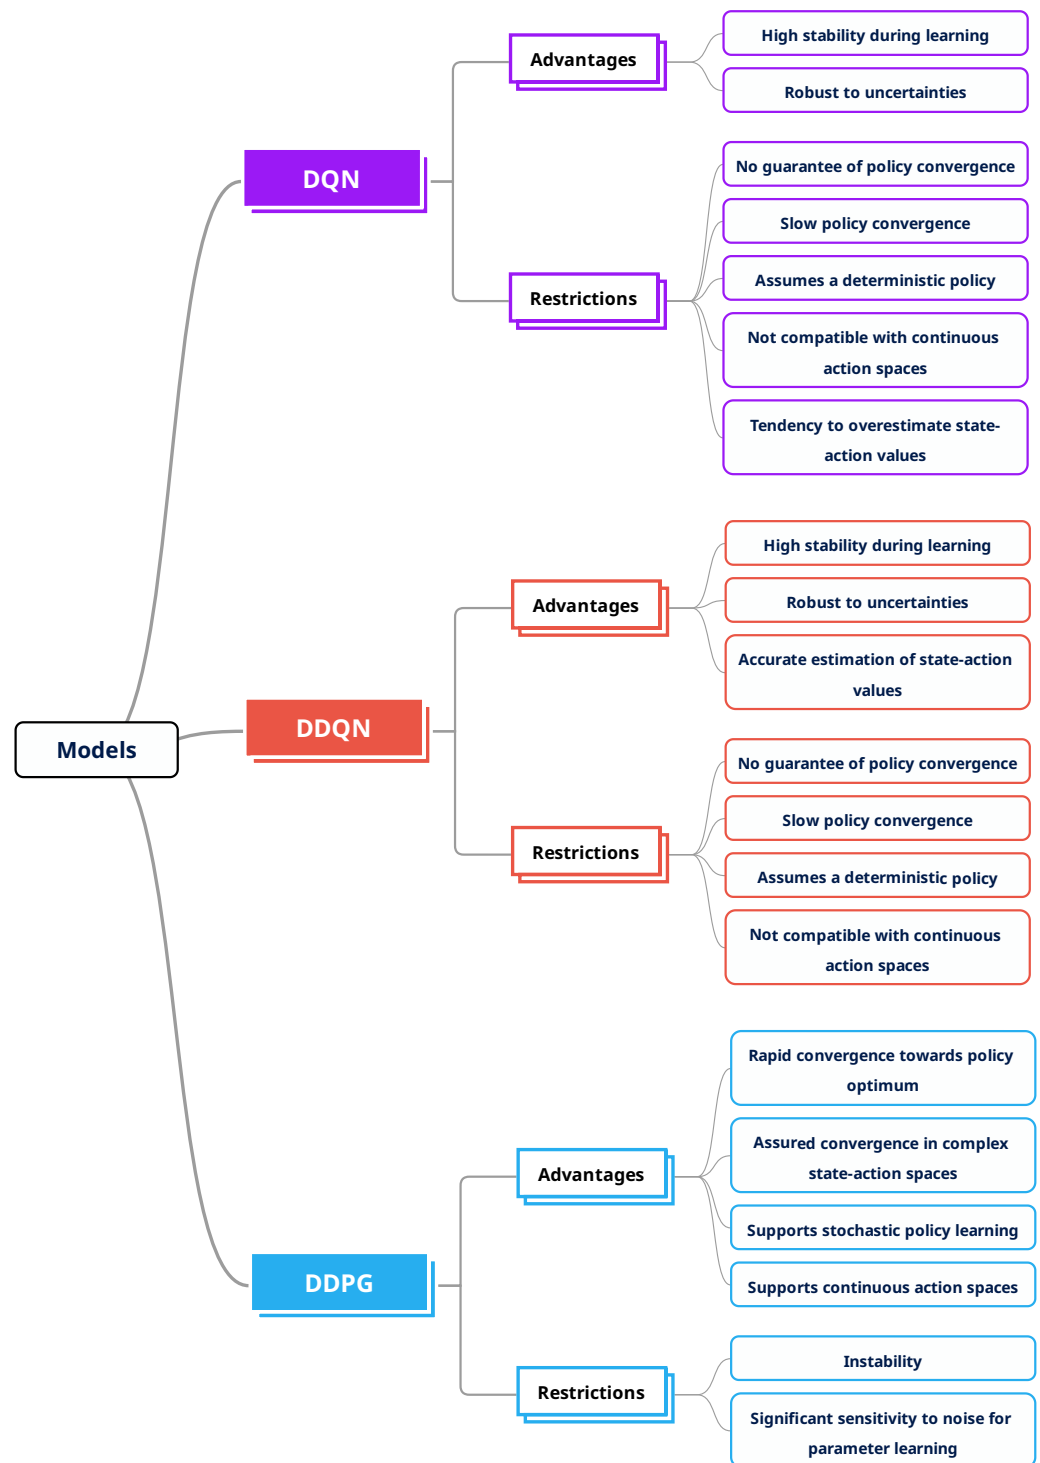 Models
DQN
Advantages
High stability during learning
Robust to uncertainties
Restrictions
No guarantee of policy convergence
Slow policy convergence
Assumes a deterministic policy
Not compatible with continuous
action spaces
Tendency to overestimate state-
action values
DDQN
Advantages
High stability during learning
Robust to uncertainties
Accurate estimation of state-action
values
Restrictions
No guarantee of policy convergence
Slow policy convergence
Assumes a deterministic policy
Not compatible with continuous
action spaces
DDPG
Advantages
Rapid convergence towards policy
optimum
Assured convergence in complex
state-action spaces
Supports stochastic policy learning
Supports continuous action spaces
Restrictions
Instability
Significant sensitivity to noise for
parameter learning